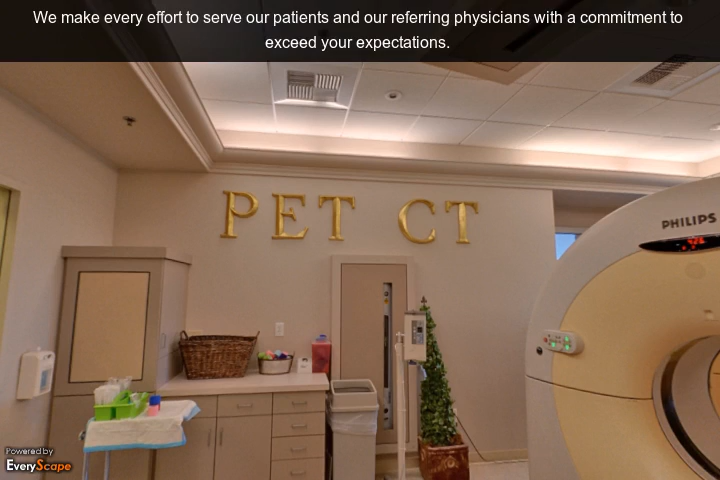 We make every effort to serve our patients and our referring physicians with a commitment to
exceed your expectations.
PET CT
PHILIPS
Powered by
EveryScape